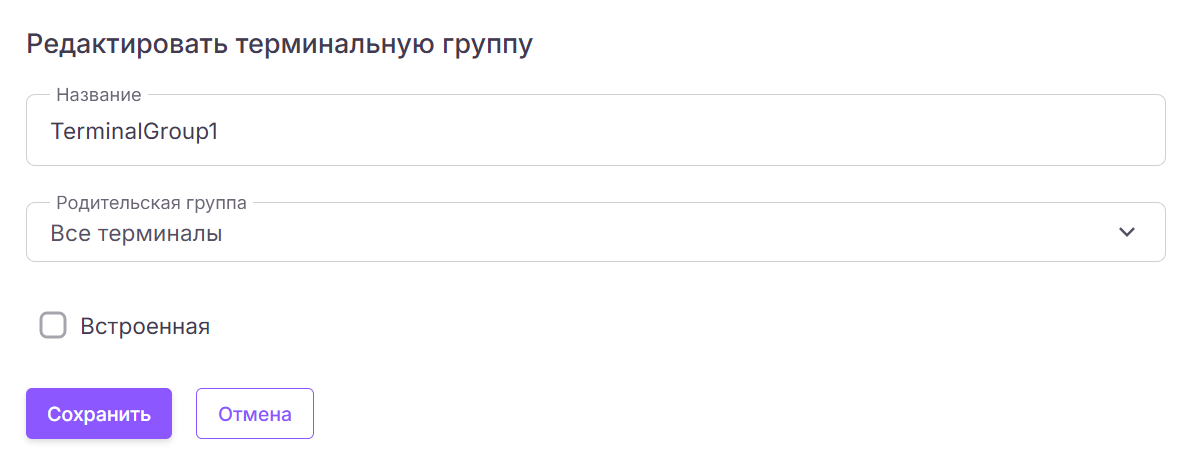 Редактировать терминальную группу
Название
TerminalGroup1
Родительская группа
Все терминалы
Встроенная
Сохранить
Отмена